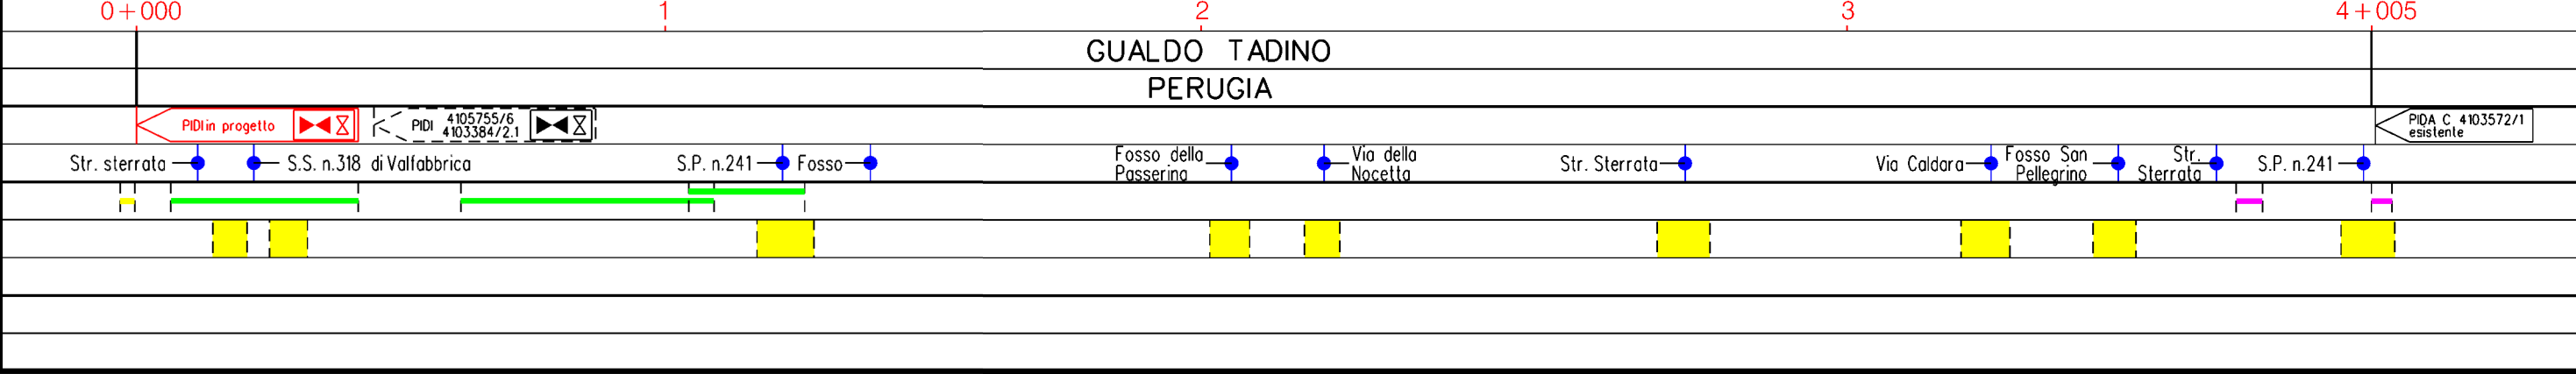 0+000 1 2 3 4+005
GUALDO TADINO
PERUGIA
PIDI in progetto
PIDI 4105755/6
4103384/2.1
PIDA C 4103572/1
esistente
Str. sterrata
S.S. n.318 di Valfabbrica
S.P. n.241
Fosso
Fosso della
Passerina
Via della
Nocetta
Str. Sterrata
Via Caldara
Fosso San
Pellegrino
Str.
Sterrata
S.P. n.241